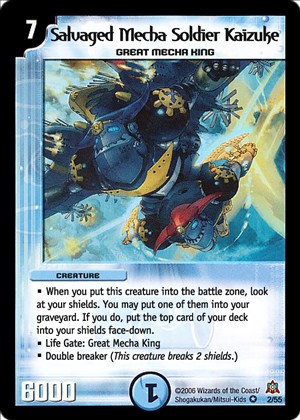 7 Salvaged Mecha Soldier Kaizuke
GREAT MECHA KING
CREATURE
▪ When you put this creature into the battle zone, look
at your shields. You may put one of them into your
graveyard. If you do, put the top card of your deck
into your shields face-down.
▪ Life Gate: Great Mecha King
▪ Double breaker (This creature breaks 2 shields.)
6000
1
©2006 Wizards of the Coast/
Shogakukan/Mitsui-Kids 2/55